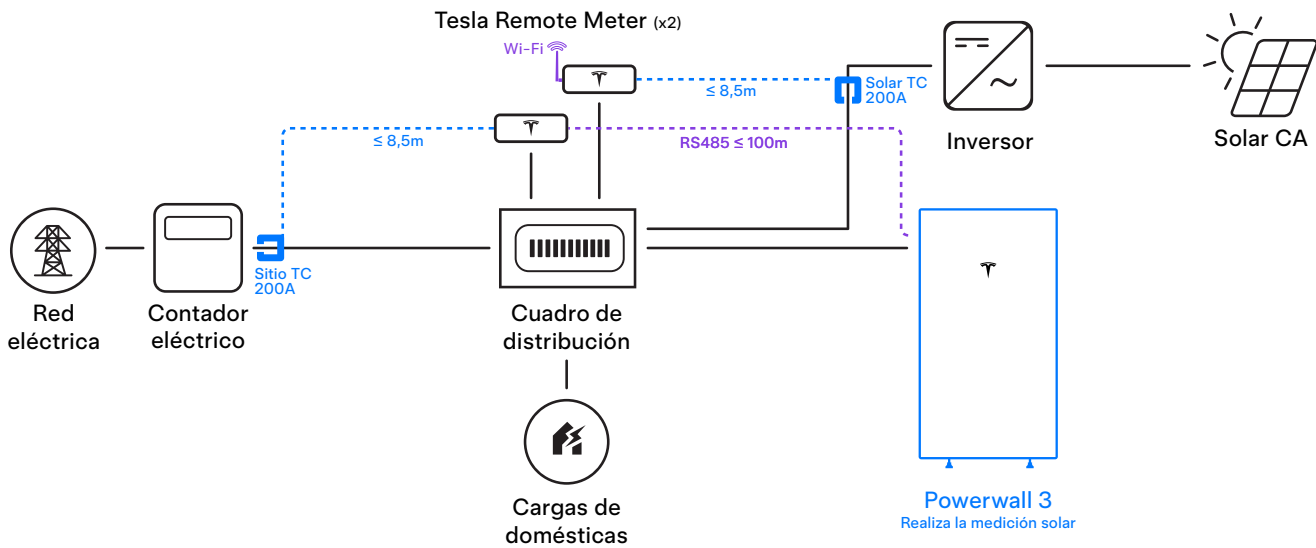 Tesla Remote Meter (x2)
Wi-Fi
≤ 8,5m
Solar TC
200A
Inversor
Solar CA
≤ 8,5m
RS485 ≤ 100m
Sitio TC
200A
Red
eléctrica
Contador
eléctrico
Cuadro de
distribución
Cargas de
domésticas
Powerwall 3
Realiza la medición solar